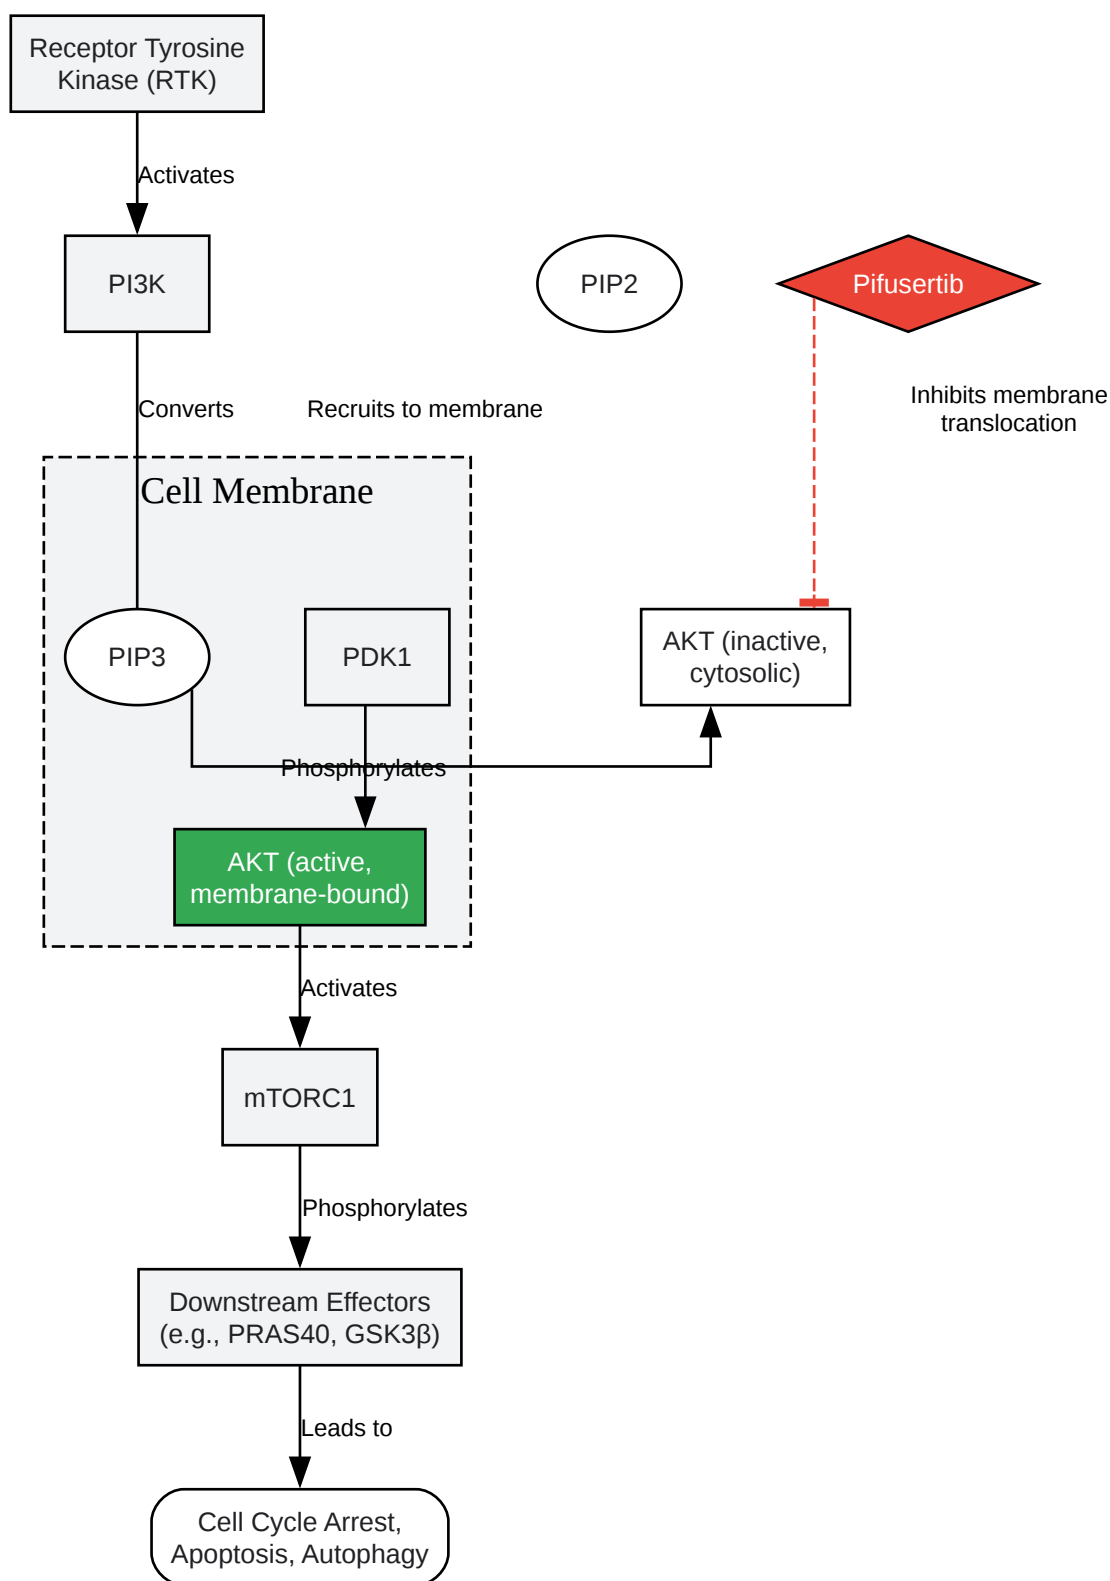 Receptor Tyrosine
Kinase (RTK)
Activates
PI3K
PIP2
Pifusertib
Converts
Recruits to membrane
Inhibits membrane
translocation
Cell Membrane
PIP3
PDK1
AKT (inactive,
cytosolic)
Phosphorylates
AKT (active,
membrane-bound)
Activates
mTORC1
Phosphorylates
Downstream Effectors
(e.g., PRAS40, GSK3β)
Leads to
Cell Cycle Arrest,
Apoptosis, Autophagy